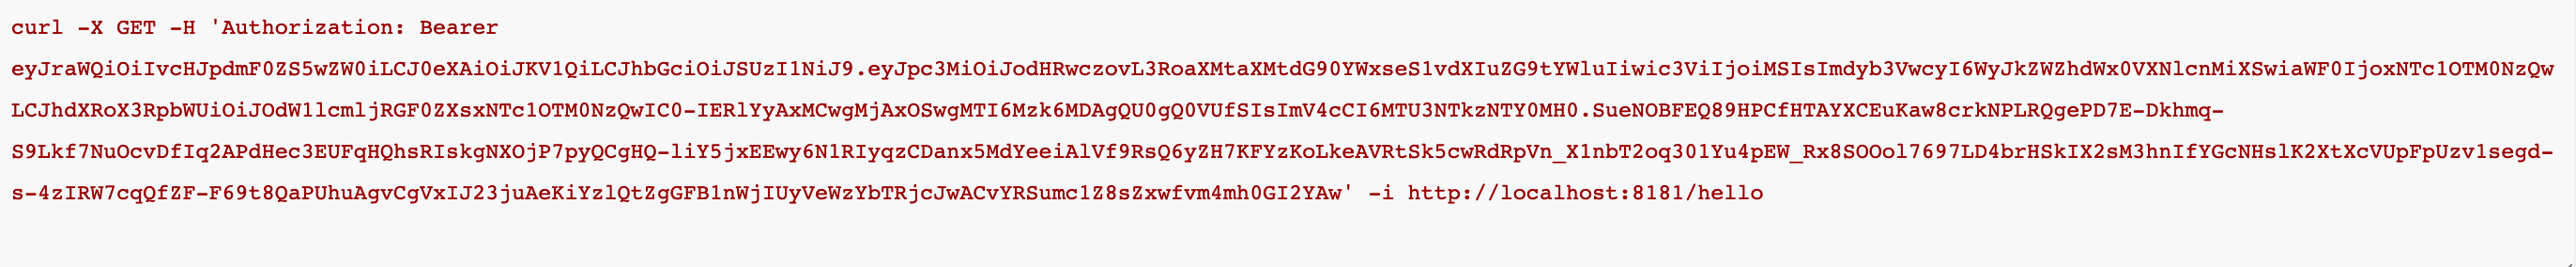 curl -X GET -H 'Authorization: Bearer
eyJraWQiOiIvcHJpdmF0ZS5wZW0iLCJ0eXAiOiJKV1QiLCJhbGciOiJSUzI1NiJ9.eyJpc3MiOiJodHRwczovL3RoaXMtaXMtdG90YWxseS1vdXIuZG9tYWluIiwic3ViIjoiMSIsImdyb3VwcyI6WyJkZWZhdWx0VXNlcnMiXSwiaWF0IjoxNTc1OTM0NzQw
LCJhdXRoX3RpbWUiOiJOdW1lcmljRGF0ZXsxNTc1OTM0NzQwIC0-IERlYyAxMCwgMjAxOSwgMTI6Mzk6MDAgQU0gQ0VUfSIsImV4cCI6MTU3NTkzNTY0MH0.SueNOBFEQ89HPCfHTAYXCEuKaw8crkNPLRQgePD7E-Dkhmq-
S9Lkf7NuOcvDfIq2APdHec3EUFqHQhsRIskgNXOjP7pyQCgHQ-liY5jxEEwy6N1RIyqzCDanx5MdYeeiAlVf9RsQ6yZH7KFYzKoLkeAVRtSk5cwRdRpVn_X1nbT2oq301Yu4pEW_Rx8SOOol7697LD4brHSkIX2sM3hnIfYGcNHslK2XtXcVUpFpUzv1segd-
s-4zIRW7cqQfZF-F69t8QaPUhuAgvCgVxIJ23juAeKiYzlQtZgGFB1nWjIUyVeWzYbTRjcJwACvYRSumc1Z8sZxwfvm4mh0GI2YAw' -i http://localhost:8181/hello